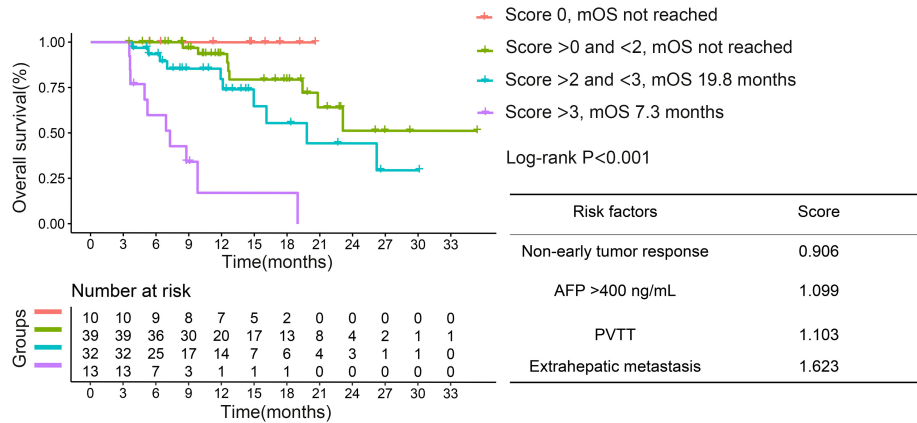 Score 0, mOS not reached
Score >0 and <2, mOS not reached
Score >2 and <3, mOS 19.8 months
Score >3, mOS 7.3 months
Log-rank P<0.001
Overall survival(%)
1.00
0.75
0.50
0.25
0.00
0 3 6 9 12 15 18 21 24 27 30 33
Time(months)
Risk factors Score
Non-early tumor response 0.906
AFP >400 ng/mL 1.099
PVTT 1.103
Extrahepatic metastasis 1.623
Number at risk
Groups
10 10 9 8 7 5 2 0 0 0 0 0
39 39 36 30 20 17 13 8 4 2 1 1
32 32 25 17 14 7 6 4 3 1 1 0
13 13 7 3 1 1 1 0 0 0 0 0
0 3 6 9 12 15 18 21 24 27 30 33
Time(months)